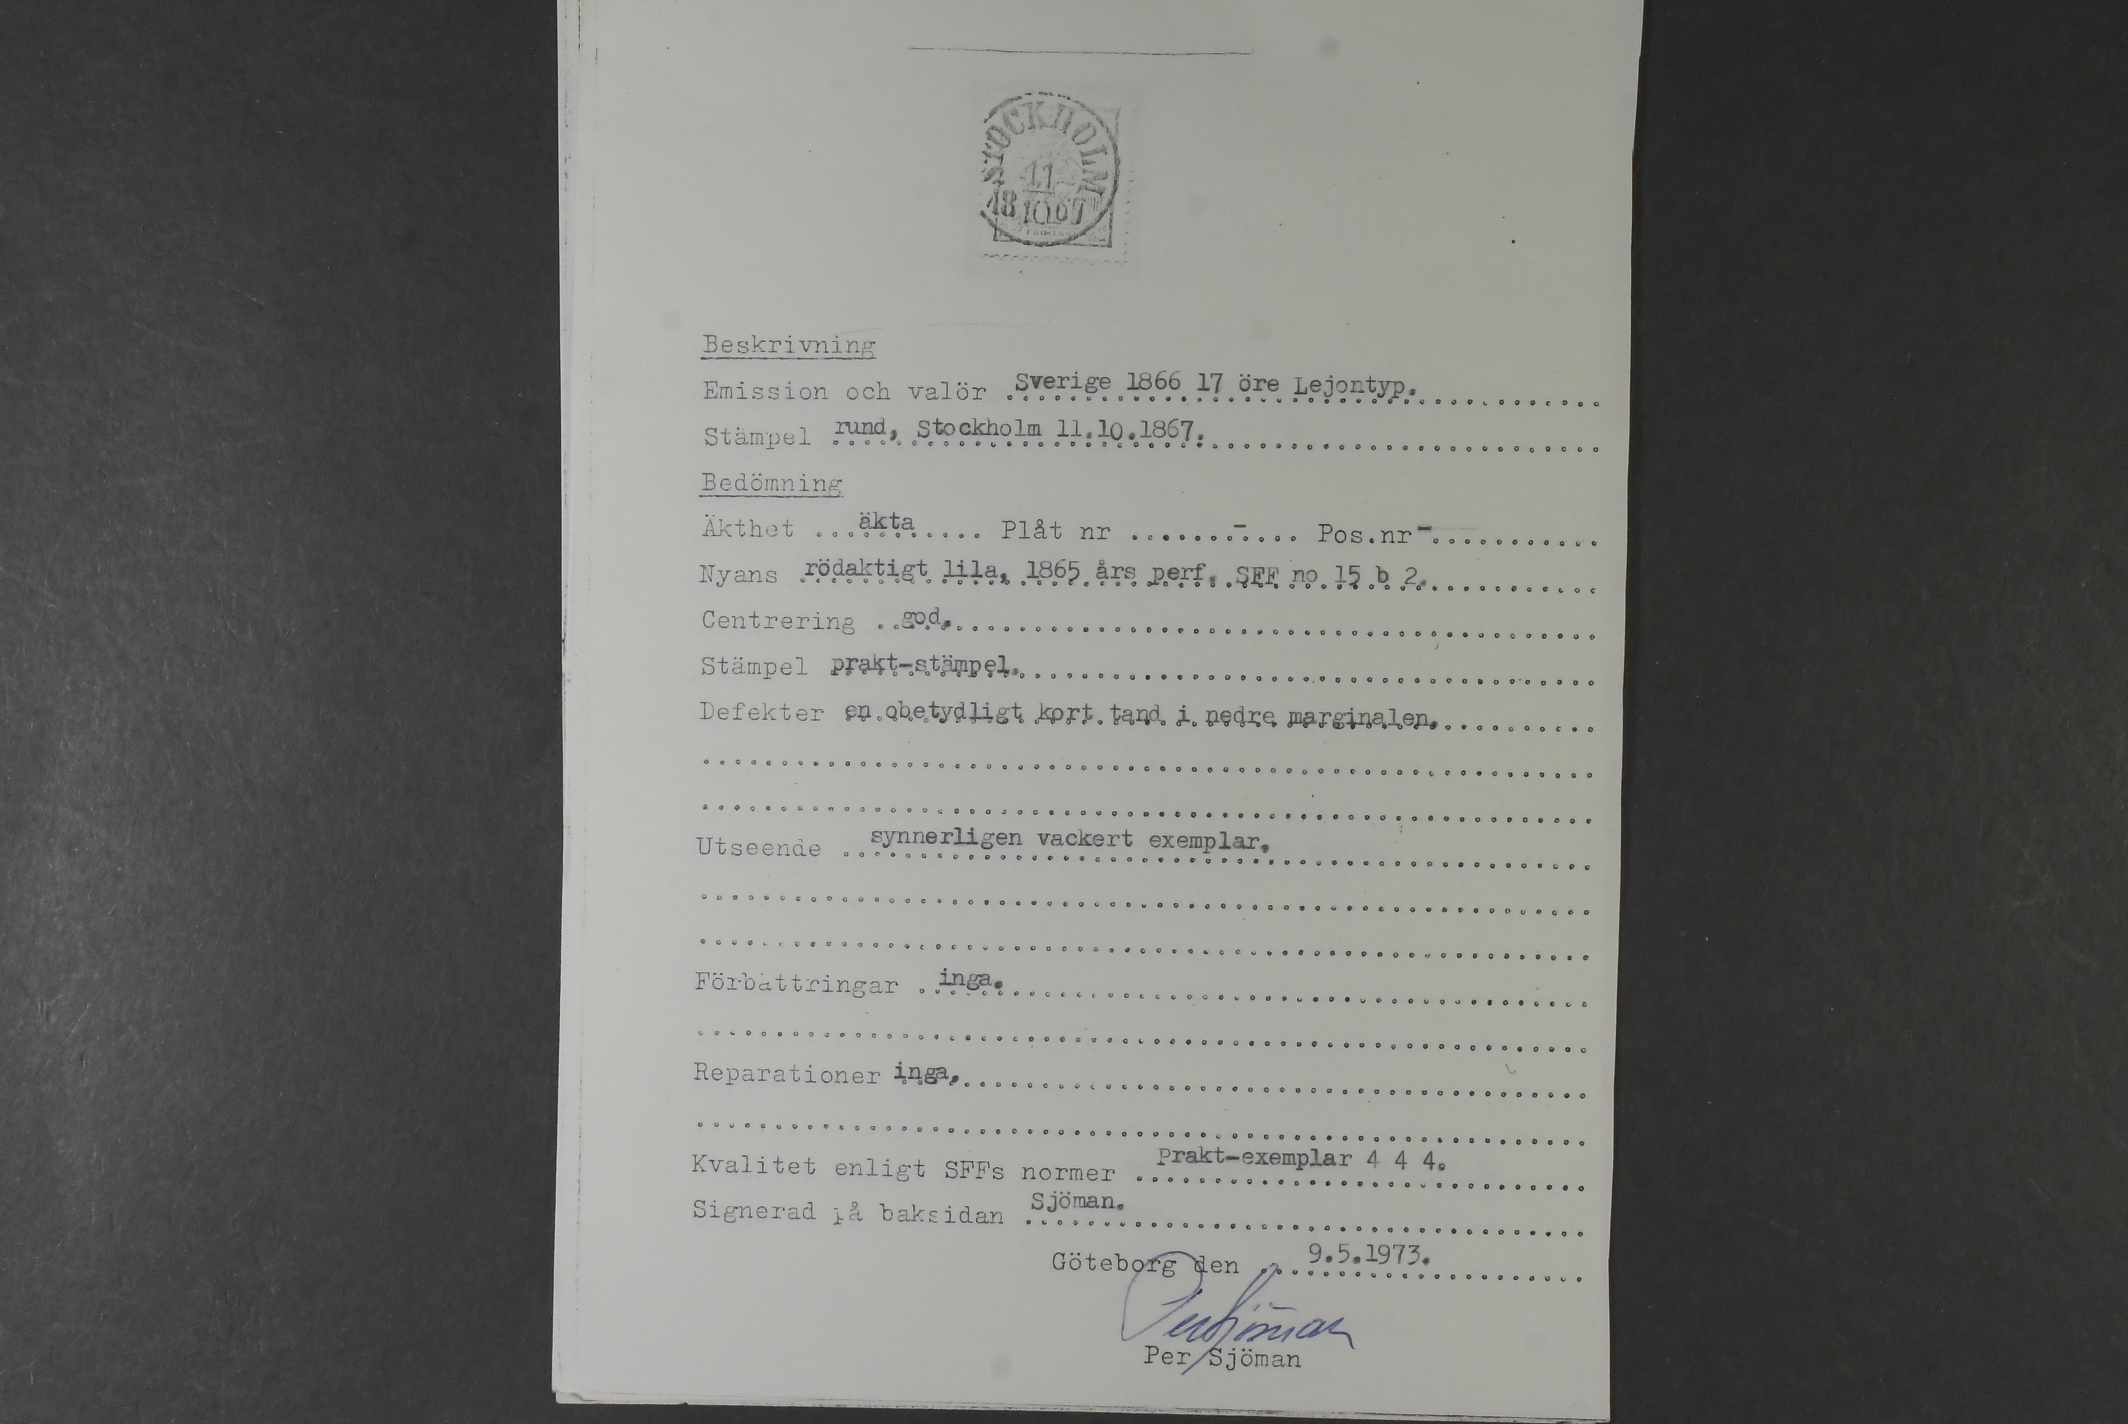 STOCKHOLM
11
18 10 67
FRIMÄRKE
Beskrivning
Emission och valör Sverige 1866 17 öre Lejontyp.
Stämpel rund, Stockholm 11.10.1867.
Bedömning
Äkthet ...äkta..... Plåt nr .......-.... Pos.nr-...........
Nyans rödaktigt lila, 1865 års perf. SFF no 15 b 2.
Centrering ..god.
Stämpel prakt-stämpel.
Defekter en obetydligt kort tand i nedre marginalen.
Utseende synnerligen vackert exemplar.
Förbättringar inga.
Reparationer inga.
Kvalitet enligt SFFs normer Prakt-exemplar 4 4 4.
Signerad på baksidan Sjöman.
Göteborg den 9.5.1973.
Per Sjöman
Per Sjöman